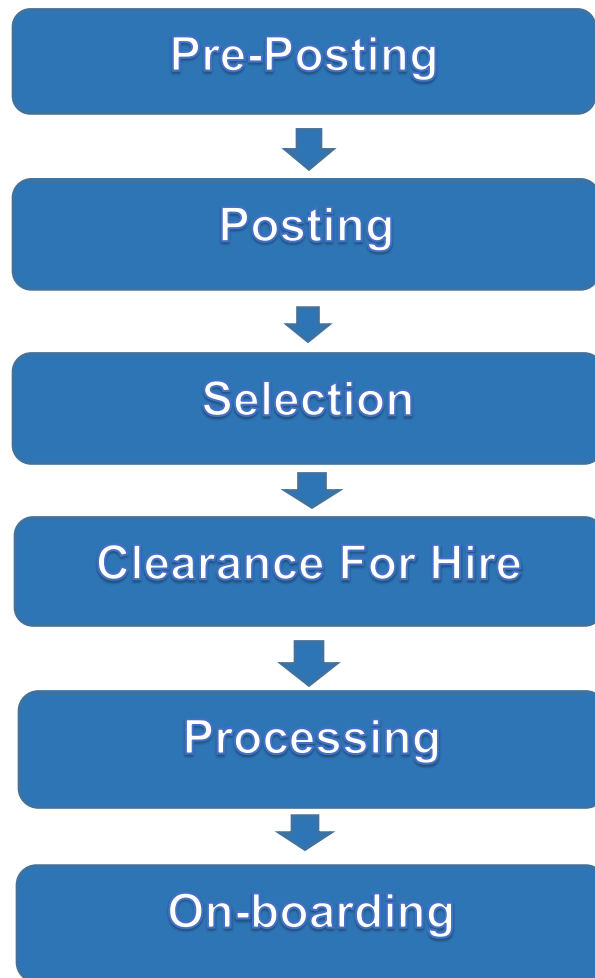 Pre-Posting
Posting
Selection
Clearance For Hire
Processing
On-boarding